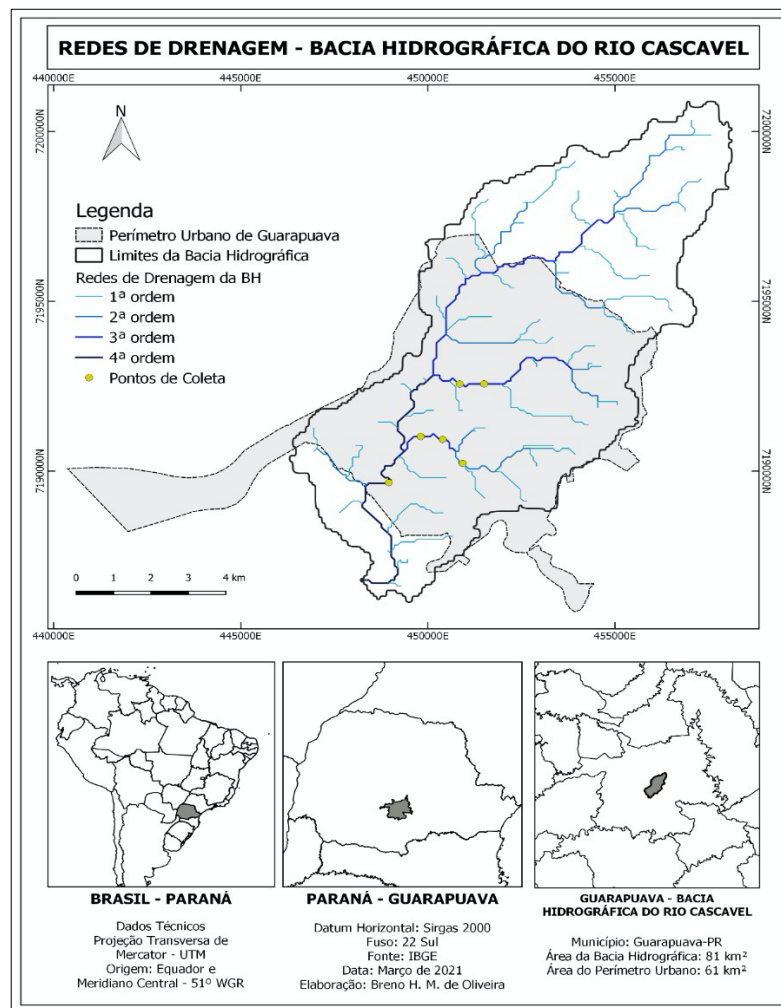 REDES DE DRENAGEM - BACIA HIDROGRÁFICA DO RIO CASCAVEL
440000E
445000E
450000E
455000E
7200000N
7200000N
N
Legenda
Perímetro Urbano de Guarapuava
Limites da Bacia Hidrográfica
Redes de Drenagem da BH
1ª ordem
2ª ordem
3ª ordem
4ª ordem
Pontos de Coleta
7195000N
7195000N
7190000N
7190000N
0 1 2 3 4 km
440000E
445000E
450000E
455000E
BRASIL - PARANÁ
Dados Técnicos
Projeção Transversa de
Mercator - UTM
Origem: Equador e
Meridiano Central - 51º WGR
PARANÁ - GUARAPUAVA
Datum Horizontal: Sirgas 2000
Fuso: 22 Sul
Fonte: IBGE
Data: Março de 2021
Elaboração: Breno H. M. de Oliveira
GUARAPUAVA - BACIA
HIDROGRÁFICA DO RIO CASCAVEL
Município: Guarapuava-PR
Área da Bacia Hidrográfica: 81 km²
Área do Perímetro Urbano: 61 km²